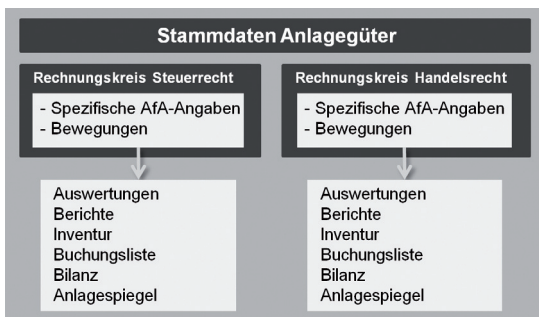 Stammdaten Anlagegüter
Rechnungskreis Steuerrecht
- Spezifische AfA-Angaben
- Bewegungen
Auswertungen
Berichte
Inventur
Buchungsliste
Bilanz
Anlagespiegel
Rechnungskreis Handelsrecht
- Spezifische AfA-Angaben
- Bewegungen
Auswertungen
Berichte
Inventur
Buchungsliste
Bilanz
Anlagespiegel